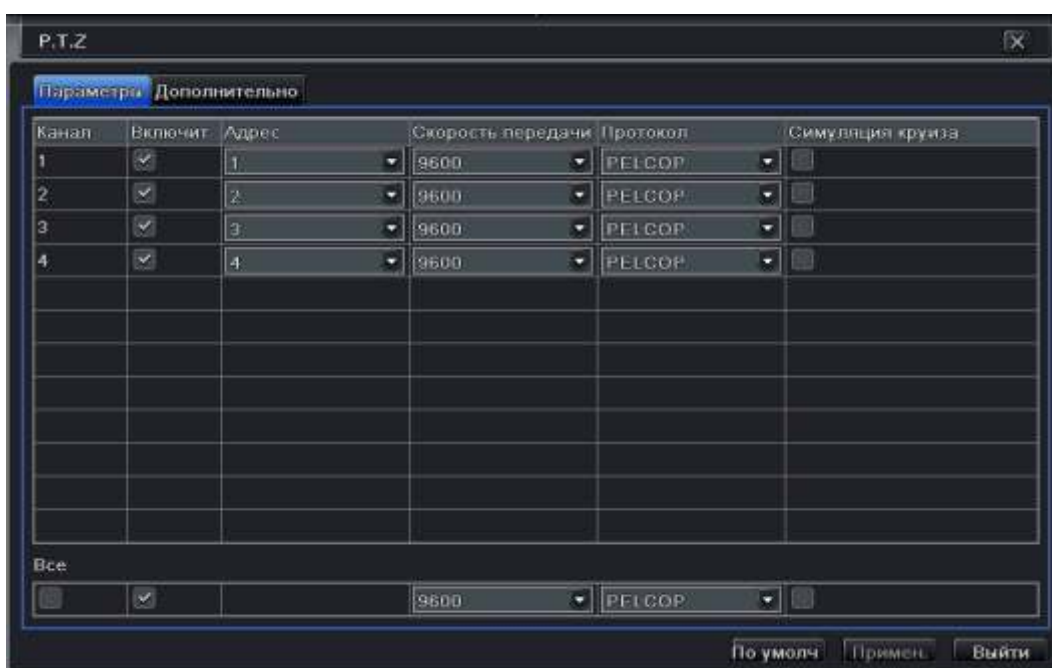 P.T.Z
Параметры Дополнительно
Канал Включит Адрес Скорость передачи Протокол Симуляция круиза
1 1 9600 PELCOP
2 2 9600 PELCOP
3 3 9600 PELCOP
4 4 9600 PELCOP
Все
9600 PELCOP
По умолч Примен. Выйти